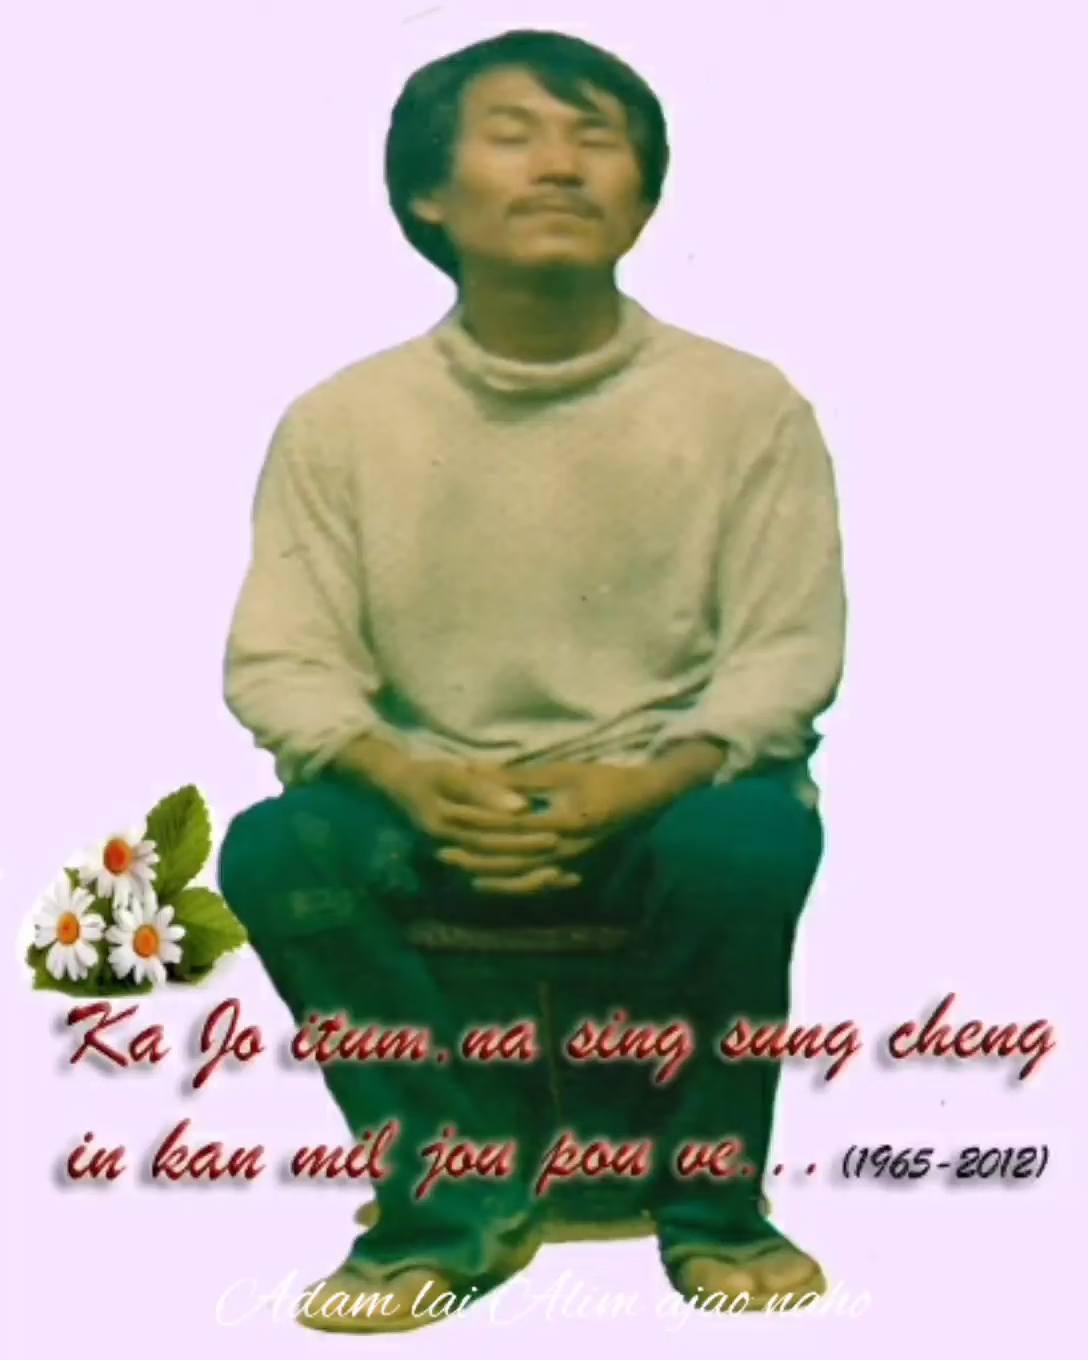 Ka Jo itum, na sing sung cheng
in kan mil jou pou ve... (1965-2012)
Adam lai Alim ajao naho